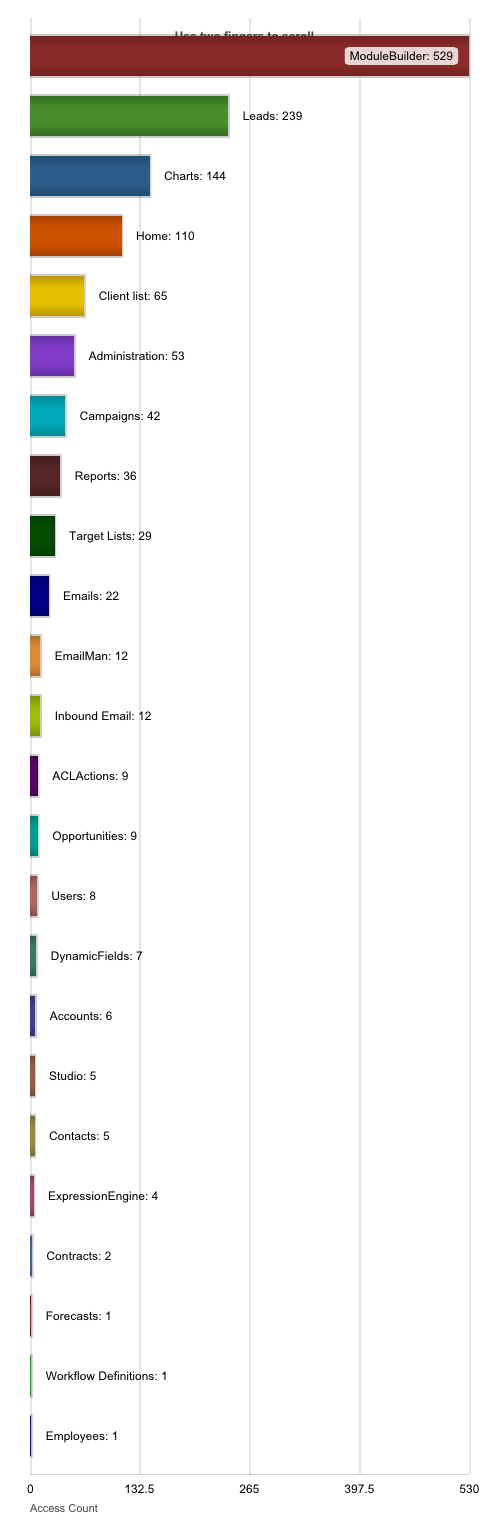 Use two fingers to scroll
ModuleBuilder: 529
Leads: 239
Charts: 144
Home: 110
Client list: 65
Administration: 53
Campaigns: 42
Reports: 36
Target Lists: 29
Emails: 22
EmailMan: 12
Inbound Email: 12
ACLActions: 9
Opportunities: 9
Users: 8
DynamicFields: 7
Accounts: 6
Studio: 5
Contacts: 5
ExpressionEngine: 4
Contracts: 2
Forecasts: 1
Workflow Definitions: 1
Employees: 1
0 132.5 265 397.5 530
Access Count